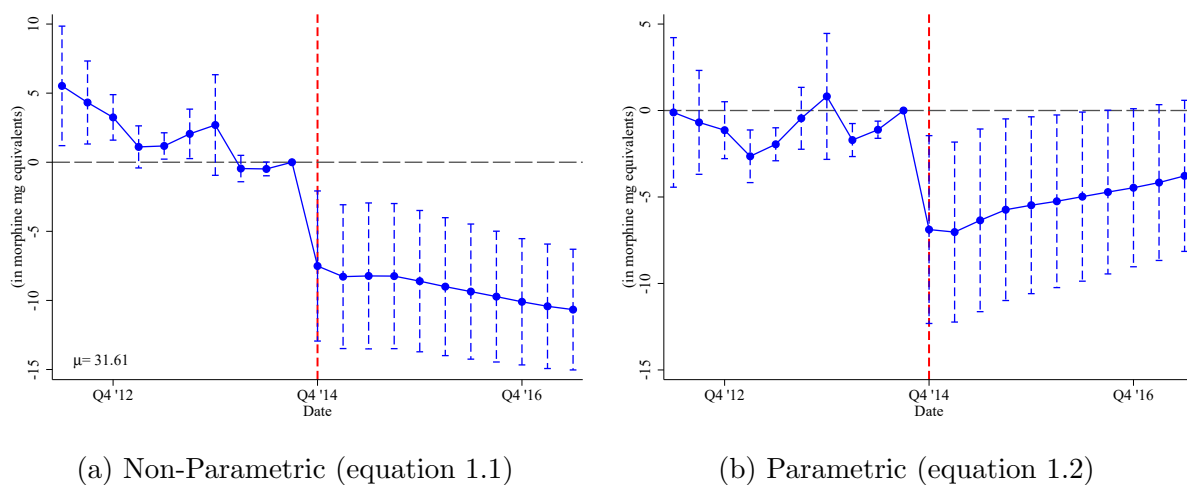 (in morphine mg equivalents)
10
5
0
-5
-10
-15
μ= 31.61
Q4 '12
Q4 '14
Q4 '16
Date
(a) Non-Parametric (equation 1.1)
(in morphine mg equivalents)
5
0
-5
-10
-15
Q4 '12
Q4 '14
Q4 '16
Date
(b) Parametric (equation 1.2)